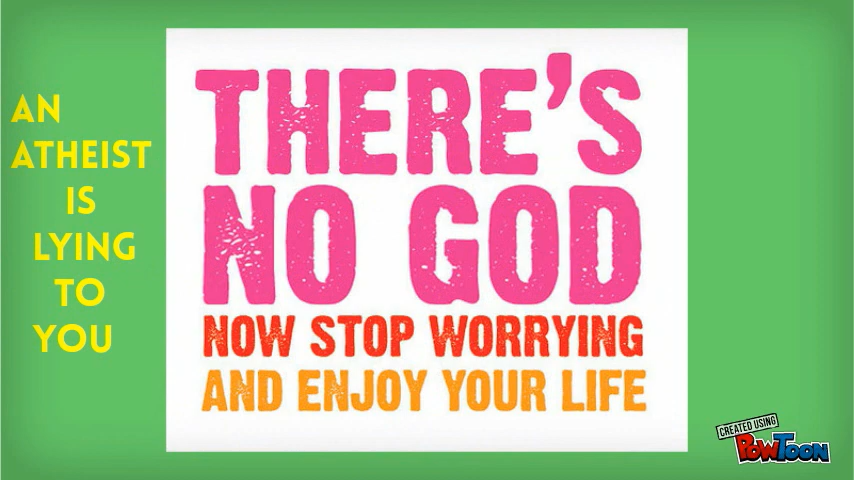 AN
ATHEIST
IS
LYING
TO
YOU
THERE'S
NO GOD
NOW STOP WORRYING
AND ENJOY YOUR LIFE
CREATED USING
POWTOON